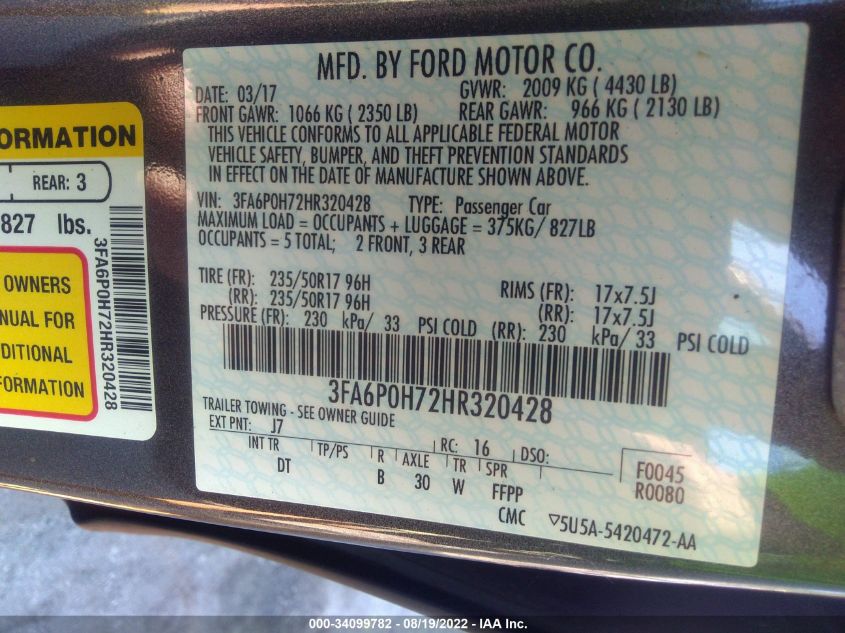 MFD. BY FORD MOTOR CO.
DATE: 03/17 GVWR: 2009 KG ( 4430 LB)
FRONT GAWR: 1066 KG ( 2350 LB) REAR GAWR: 966 KG ( 2130 LB)
THIS VEHICLE CONFORMS TO ALL APPLICABLE FEDERAL MOTOR
VEHICLE SAFETY, BUMPER, AND THEFT PREVENTION STANDARDS
IN EFFECT ON THE DATE OF MANUFACTURE SHOWN ABOVE.
VIN: 3FA6P0H72HR320428 TYPE: Passenger Car
MAXIMUM LOAD = OCCUPANTS + LUGGAGE = 375KG/ 827LB
OCCUPANTS = 5 TOTAL; 2 FRONT, 3 REAR
TIRE (FR): 235/50R17 96H RIMS (FR): 17x7.5J
(RR): 235/50R17 96H (RR): 17x7.5J
PRESSURE (FR): 230 kPa/ 33 PSI COLD (RR): 230 kPa/ 33 PSI COLD
3FA6P0H72HR320428
TRAILER TOWING - SEE OWNER GUIDE
EXT PNT: J7 RC: 16 DSO:
INT TR TP/PS R AXLE TR SPR F0045
DT B 30 W FFPP R0080
CMC ▽5U5A-5420472-AA
ORMATION
REAR: 3
827 lbs.
OWNERS
NUAL FOR
DITIONAL
FORMATION
3FA6P0H72HR320428
000-34099782 - 08/19/2022 - IAA Inc.